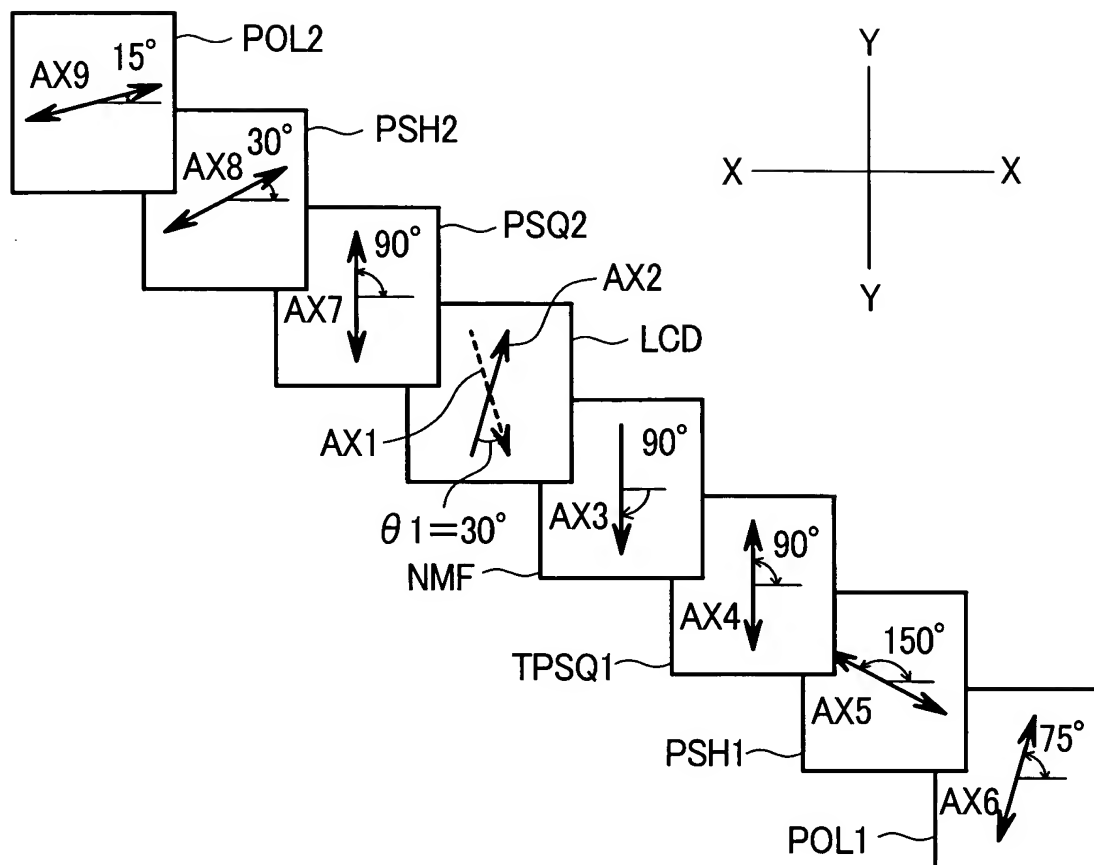 POL2
15°
AX9
PSH2
30°
AX8
PSQ2
90°
AX7
Y
X X
Y
AX2
LCD
AX1
θ1=30°
90°
AX3
NMF
90°
AX4
TPSQ1
150°
AX5
PSH1
75°
AX6
POL1